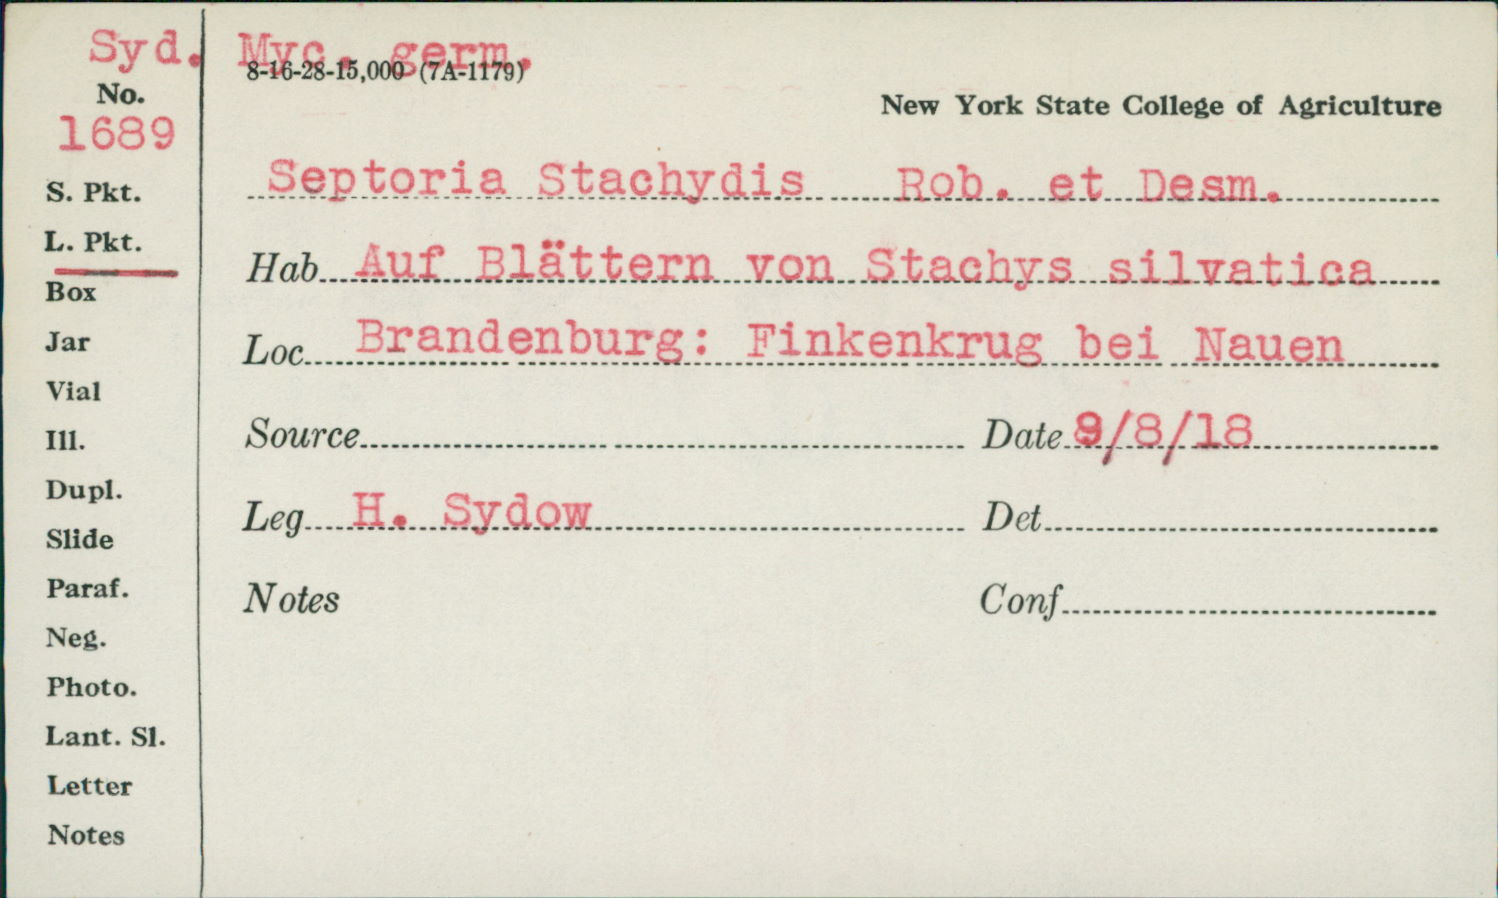 Syd. Myc. germ.
8-16-28-15,000 (7A-1179)
No.
1689
New York State College of Agriculture
Septoria Stachydis Rob. et Desm.
S. Pkt.
L. Pkt.
Hab. Auf Blättern von Stachys silvatica
Box
Jar
Loc. Brandenburg: Finkenkrug bei Nauen
Vial
Ill.
Source Date 9/8/18
Dupl.
Leg. H. Sydow Det.
Slide
Paraf.
Notes Conf.
Neg.
Photo.
Lant. Sl.
Letter
Notes